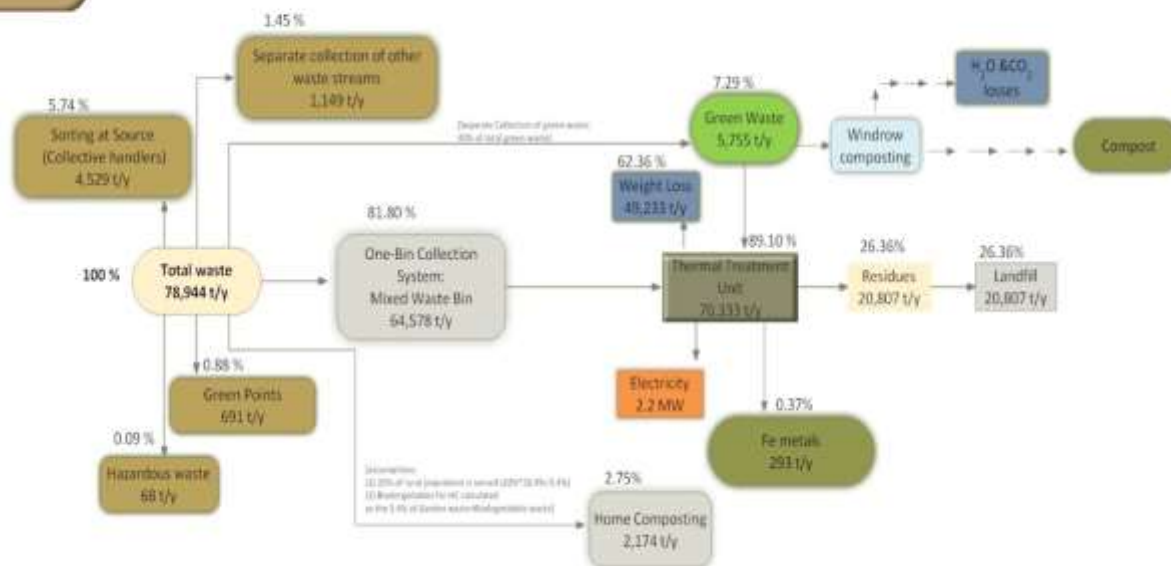 1.45 %
Separate collection of other
waste streams
1,149 t/y
5.74 %
Sorting at Source
(Collective handlers)
4,529 t/y
7.29 %
Green Waste
5,755 t/y
H2O &CO2
losses
Windrow
composting
Compost
62.36 %
Weight Loss
49,233 t/y
81.80 %
One-Bin Collection
System:
Mixed Waste Bin
64,578 t/y
100 %
Total waste
78,944 t/y
89.10 %
Thermal Treatment
Unit
70,333 t/y
26.36%
Residues
20,807 t/y
26.36%
Landfill
20,807 t/y
0.88 %
Green Points
691 t/y
Electricity
2.2 MW
0.37%
Fe metals
293 t/y
0.09 %
Hazardous waste
68 t/y
2.75%
Home Composting
2,174 t/y